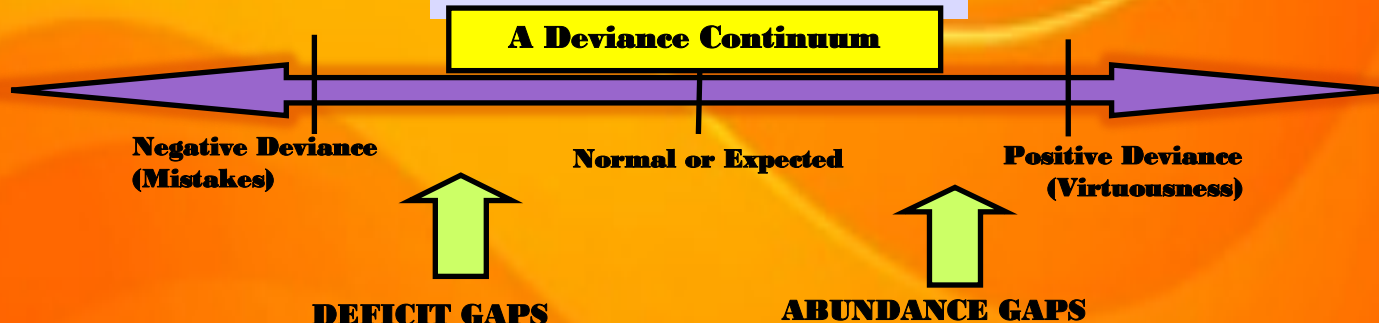 A Deviance Continuum
Negative Deviance
(Mistakes)
Normal or Expected
Positive Deviance
(Virtuousness)
DEFICIT GAPS
ABUNDANCE GAPS